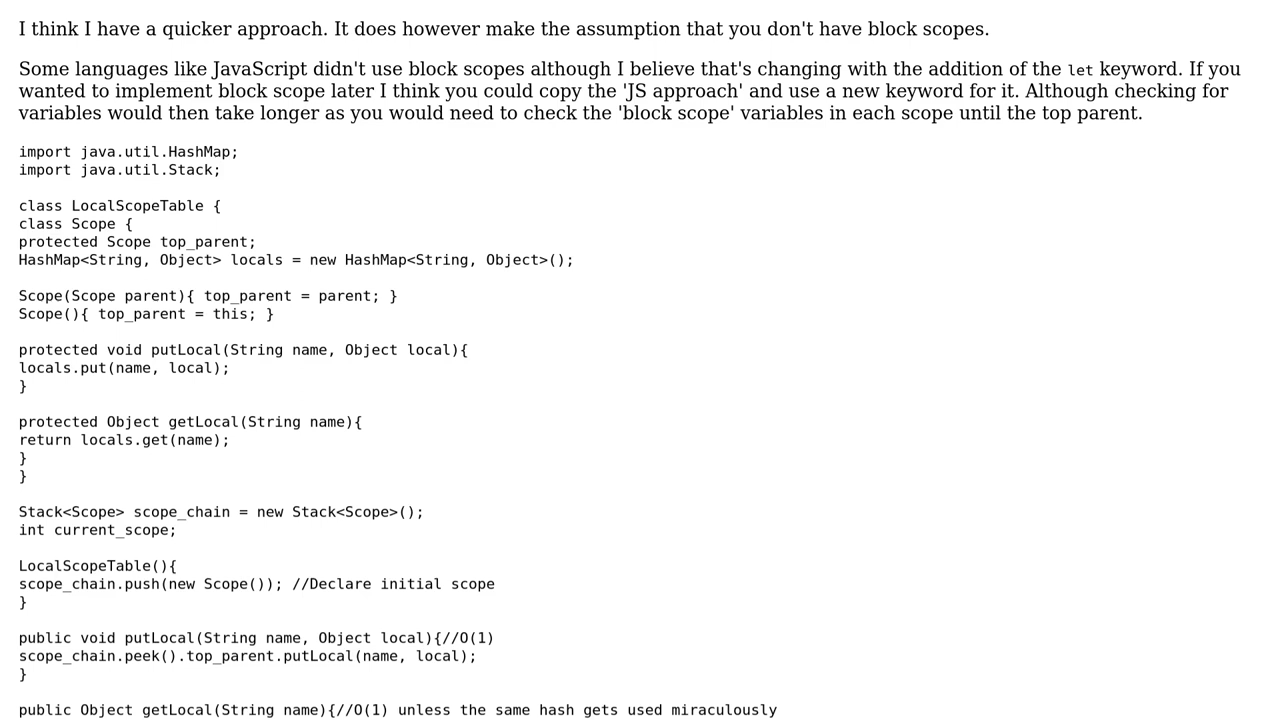 I think I have a quicker approach. It does however make the assumption that you don't have block scopes.
Some languages like JavaScript didn't use block scopes although I believe that's changing with the addition of the let keyword. If you
wanted to implement block scope later I think you could copy the 'JS approach' and use a new keyword for it. Although checking for
variables would then take longer as you would need to check the 'block scope' variables in each scope until the top parent.
import java.util.HashMap;
import java.util.Stack;
class LocalScopeTable {
class Scope {
protected Scope top_parent;
HashMap<String, Object> locals = new HashMap<String, Object>();
Scope(Scope parent){ top_parent = parent; }
Scope(){ top_parent = this; }
protected void putLocal(String name, Object local){
locals.put(name, local);
}
protected Object getLocal(String name){
return locals.get(name);
}
}
Stack<Scope> scope_chain = new Stack<Scope>();
int current_scope;
LocalScopeTable(){
scope_chain.push(new Scope()); //Declare initial scope
}
public void putLocal(String name, Object local){//O(1)
scope_chain.peek().top_parent.putLocal(name, local);
}
public Object getLocal(String name){//O(1) unless the same hash gets used miraculously